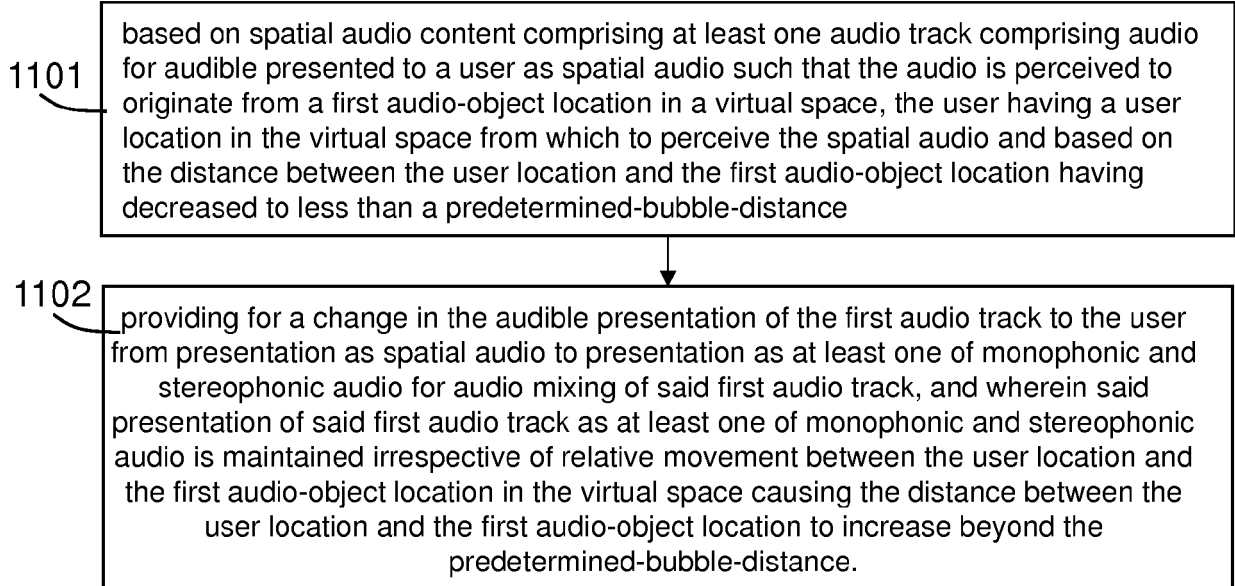 based on spatial audio content comprising at least one audio track comprising audio
1101
for audible presented to a user as spatial audio such that the audio is perceived to
originate from a first audio-object location in a virtual space, the user having a user
location in the virtual space from which to perceive the spatial audio and based on
the distance between the user location and the first audio-object location having
decreased to less than a predetermined-bubble-distance
1102
providing for a change in the audible presentation of the first audio track to the user
from presentation as spatial audio to presentation as at least one of monophonic and
stereophonic audio for audio mixing of said first audio track, and wherein said
presentation of said first audio track as at least one of monophonic and stereophonic
audio is maintained irrespective of relative movement between the user location and
the first audio-object location in the virtual space causing the distance between the
user location and the first audio-object location to increase beyond the
predetermined-bubble-distance.